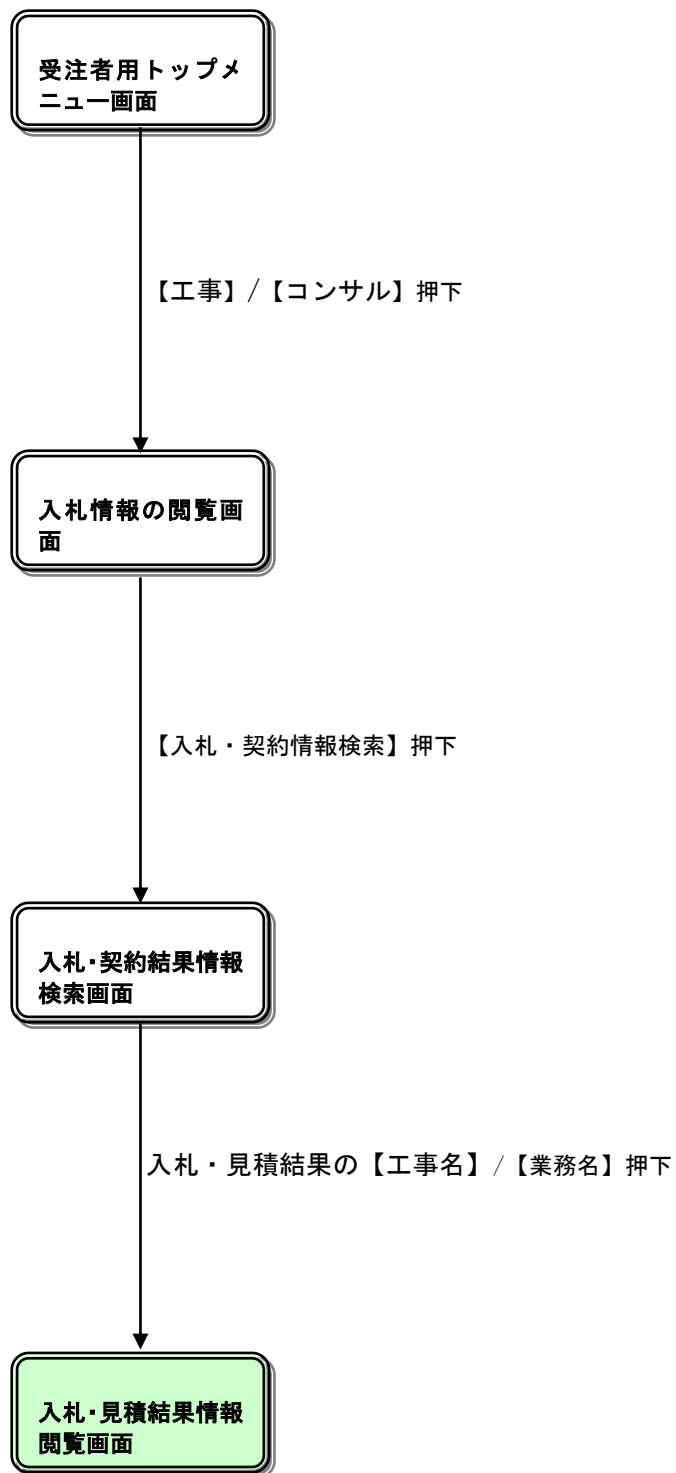 受注者用トップメ
ニュー画面
【工事】/【コンサル】押下
入札情報の閲覧画
面
【入札・契約情報検索】押下
入札・契約結果情報
検索画面
入札・見積結果の【工事名】/【業務名】押下
入札・見積結果情報
閲覧画面